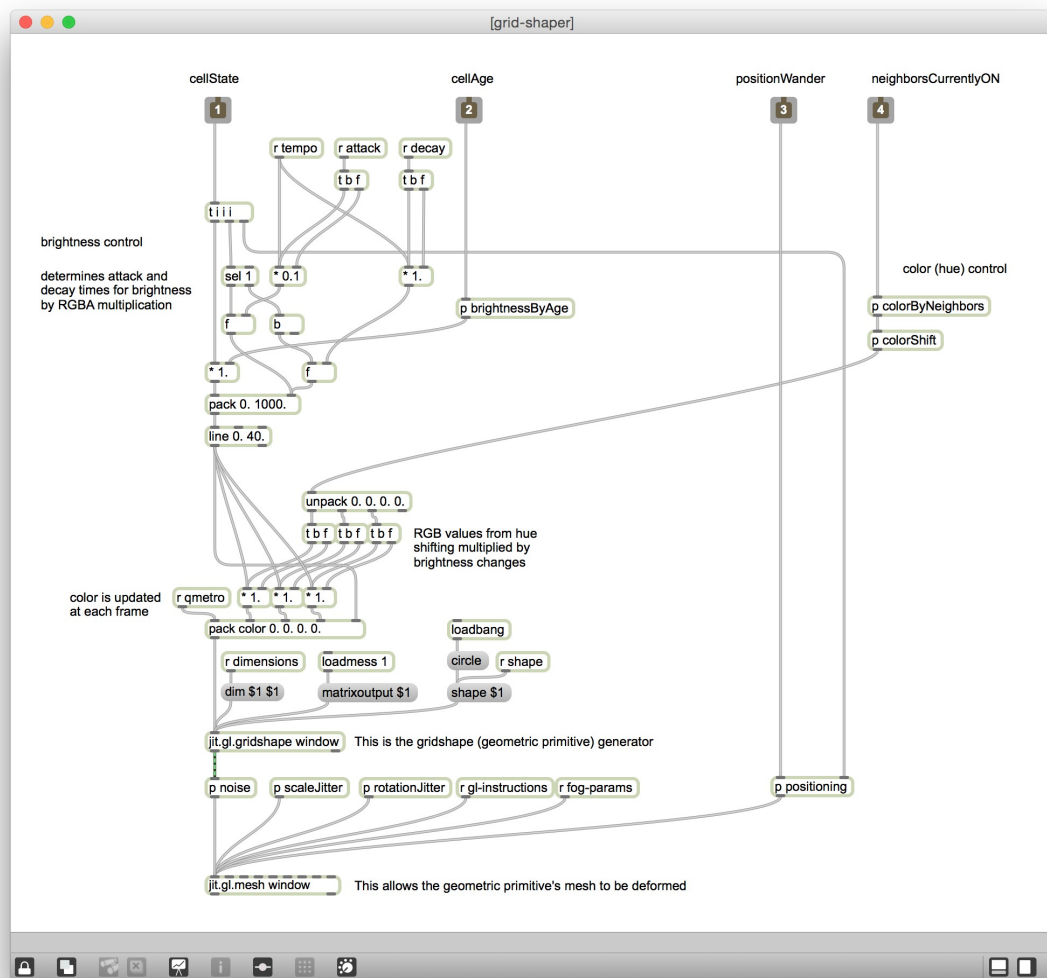 [grid-shaper]
cellState
cellAge
positionWander
neighborsCurrentlyON
1
2
3
4
r tempo
r attack
r decay
t b f
t b f
t i i i
brightness control
determines attack and
decay times for brightness
by RGBA multiplication
sel 1
* 0.1
* 1.
color (hue) control
p brightnessByAge
p colorByNeighbors
f
b
p colorShift
* 1.
f
pack 0. 1000.
line 0. 40.
unpack 0. 0. 0. 0.
t b f
t b f
t b f
RGB values from hue
shifting multiplied by
brightness changes
color is updated
at each frame
r qmetro
* 1.
* 1.
* 1.
pack color 0. 0. 0. 0.
loadbang
r dimensions
loadmess 1
circle
r shape
dim $1 $1
matrixoutput $1
shape $1
jit.gl.gridshape window
This is the gridshape (geometric primitive) generator
p noise
p scaleJitter
p rotationJitter
r gl-instructions
r fog-params
p positioning
jit.gl.mesh window
This allows the geometric primitive's mesh to be deformed